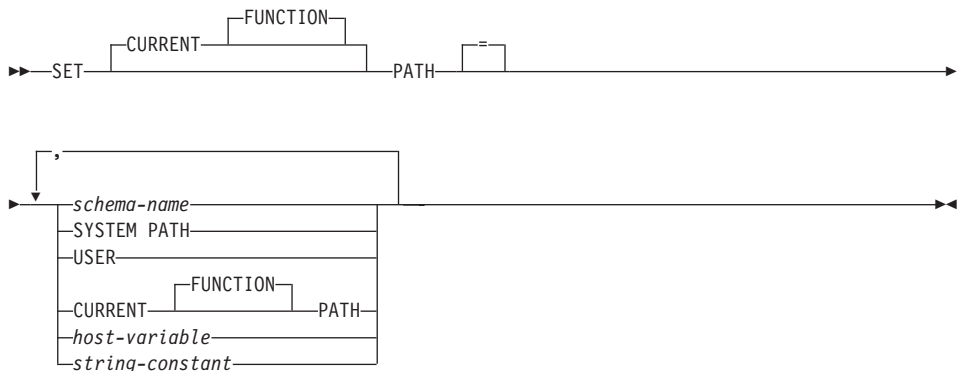 FUNCTION
CURRENT
=
SET PATH
,
schema-name
SYSTEM PATH
USER
FUNCTION
CURRENT PATH
host-variable
string-constant